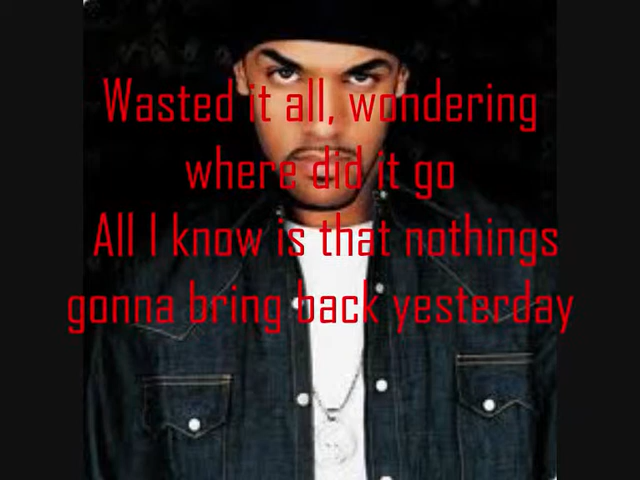 Wasted it all, wondering
where did it go
All I know is that nothings
gonna bring back yesterday